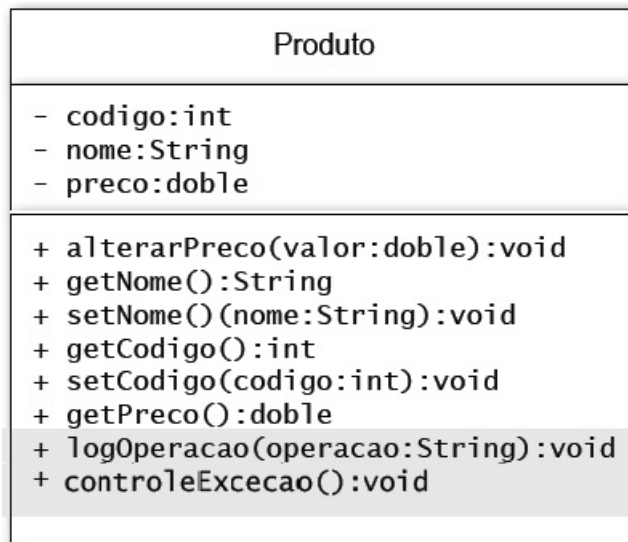 Produto
- codigo:int
- nome:String
- preco:doble
+ alterarPreco(valor:doble):void
+ getNome():String
+ setNome()(nome:String):void
+ getCodigo():int
+ setCodigo(codigo:int):void
+ getPreco():doble
+ logOperacao(operacao:String):void
+ controleExcecao():void